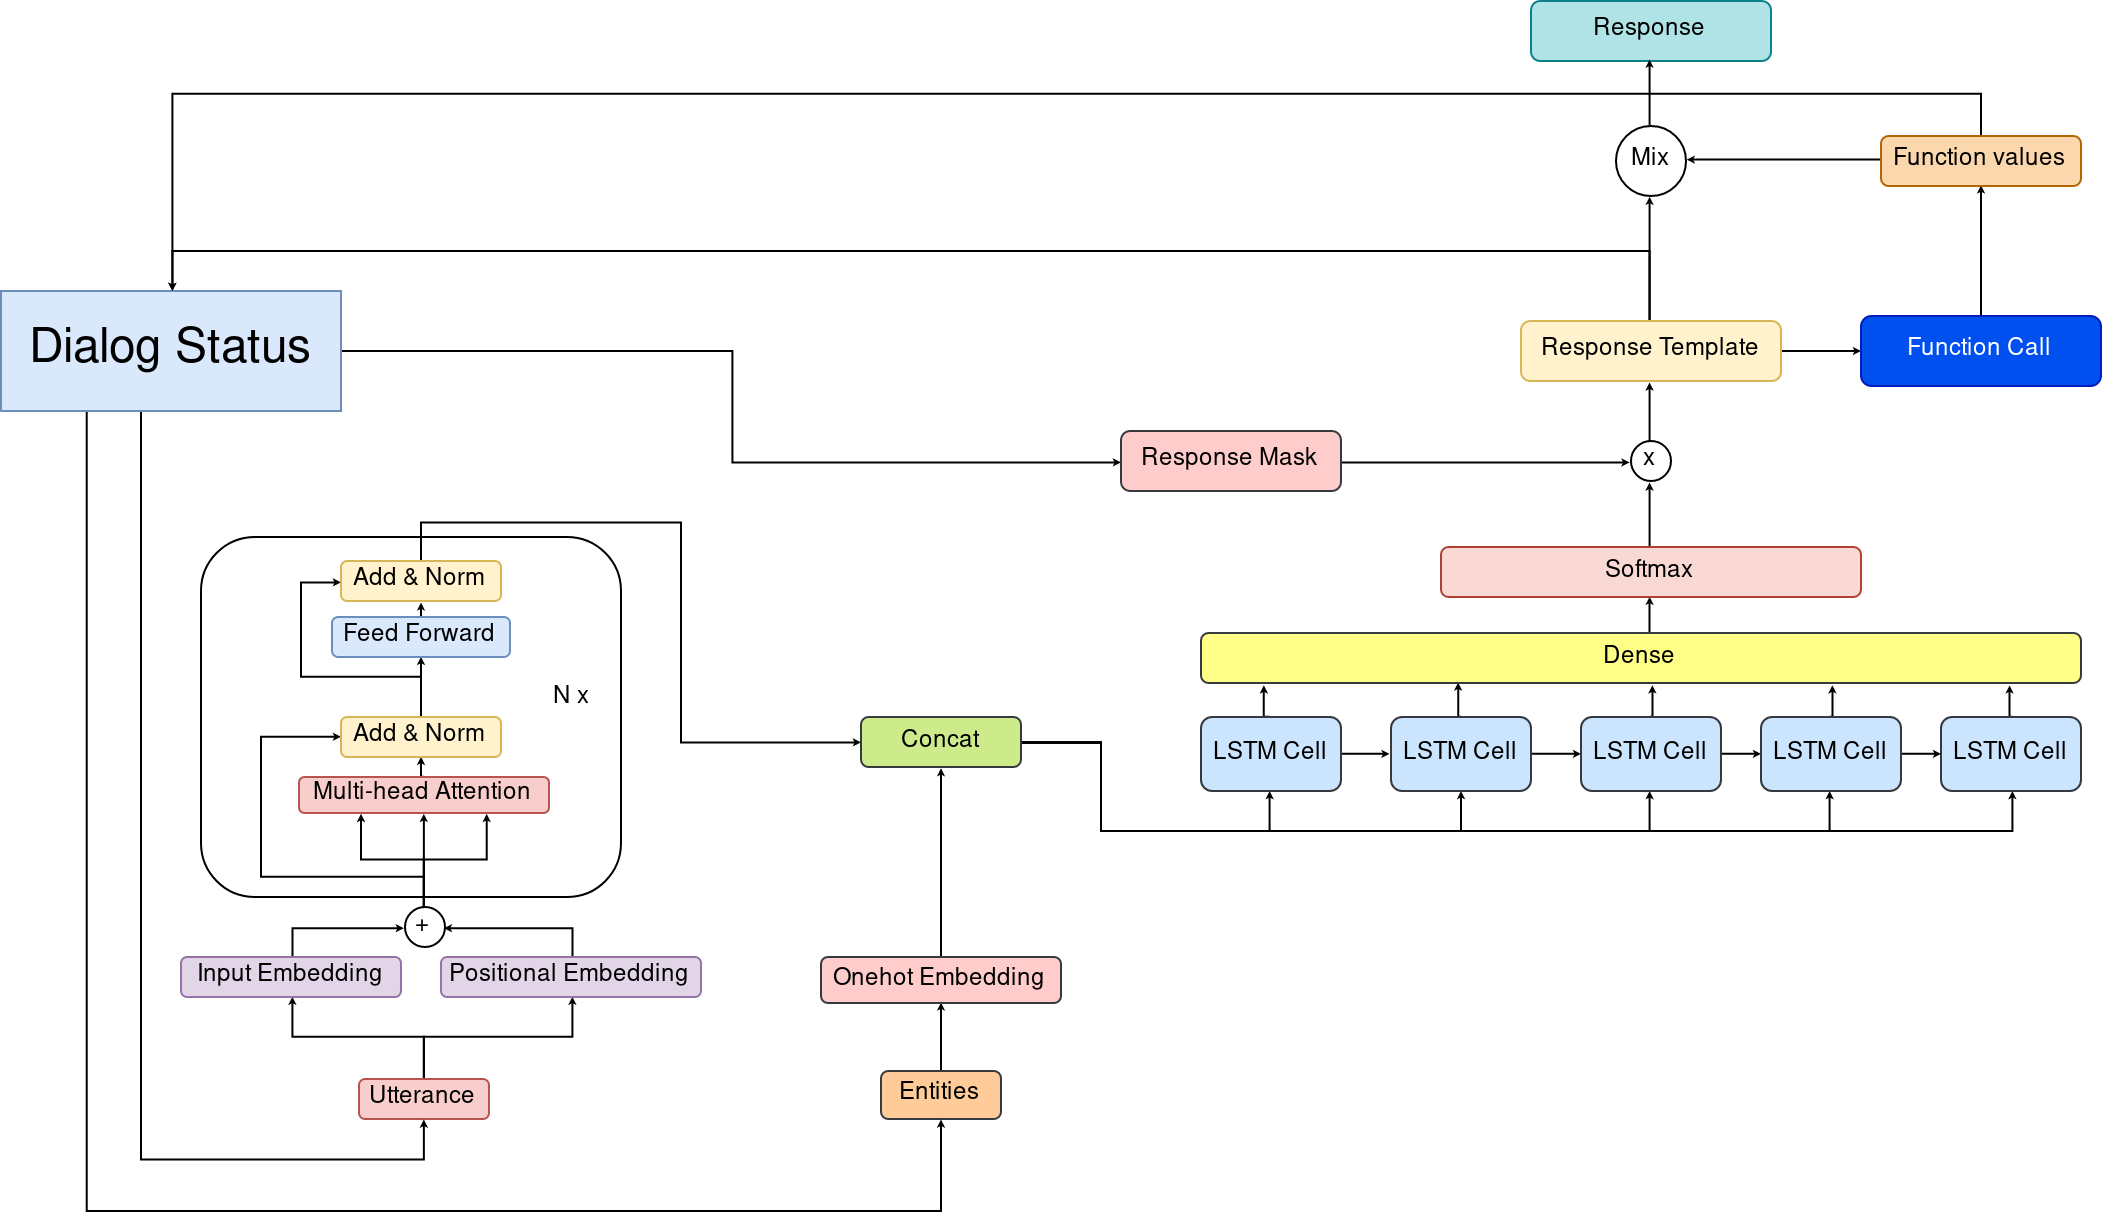 Response
Mix
Function values
Dialog Status
Response Template
Function Call
Response Mask
x
Softmax
Add & Norm
Feed Forward
N x
Add & Norm
Multi-head Attention
Dense
Concat
LSTM Cell
LSTM Cell
LSTM Cell
LSTM Cell
LSTM Cell
+
Input Embedding
Positional Embedding
Onehot Embedding
Utterance
Entities